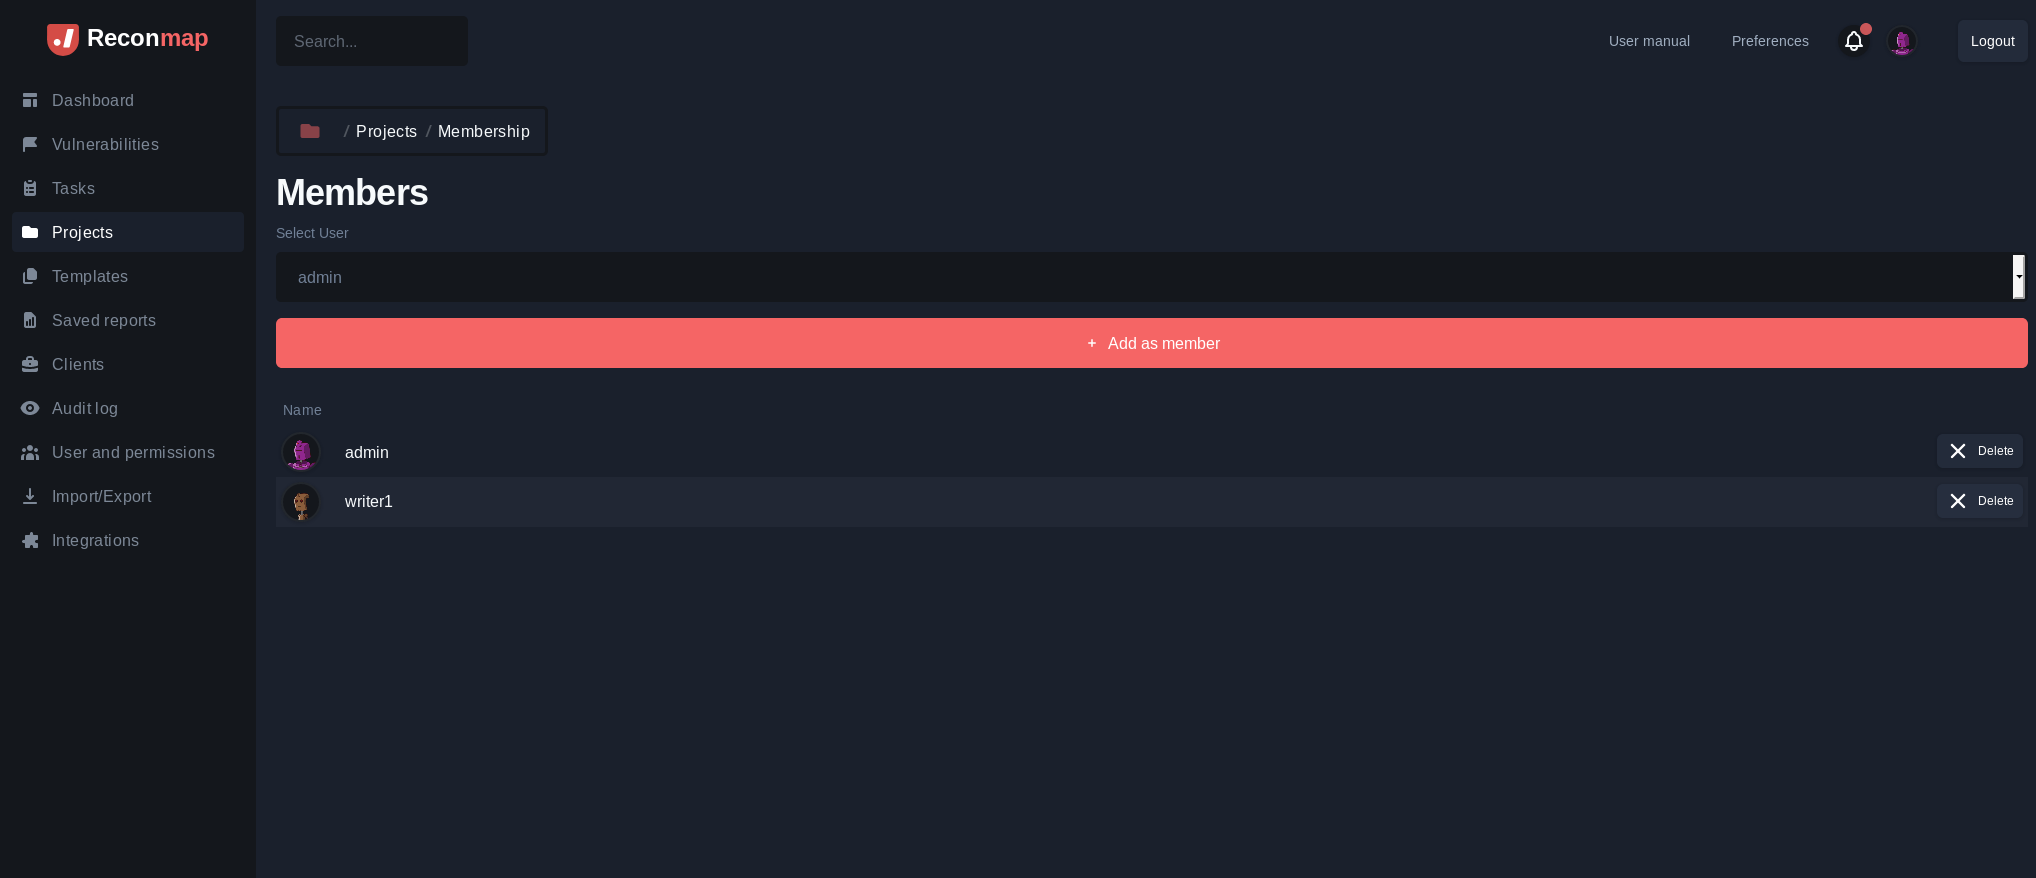 Reconmap
Search...
User manual
Preferences
Logout
Dashboard
Vulnerabilities
Tasks
Projects
Templates
Saved reports
Clients
Audit log
User and permissions
Import/Export
Integrations
/ Projects / Membership
Members
Select User
admin
+ Add as member
Name
admin
Delete
writer1
Delete